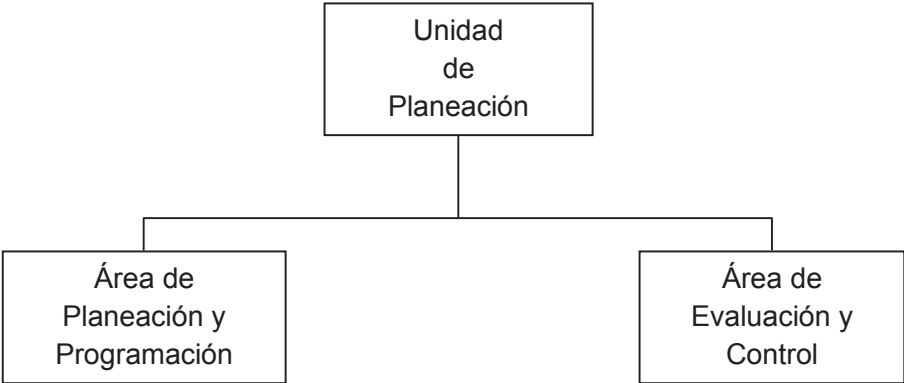 Unidad
de
Planeación
Área de
Planeación y
Programación
Área de
Evaluación y
Control